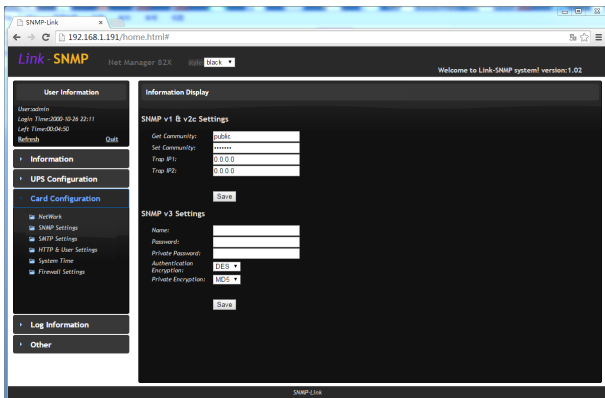 SNMP-Link
192.168.1.191/home.html#
Link - SNMP
Net Manager 82X
style: black
Welcome to Link-SNMP system! version:1.02
User Information
User:admin
Login Time:2000-10-26 22:11
Left Time:00:04:50
Refresh Quit
Information
UPS Configuration
Card Configuration
NetWork
SNMP Settings
SMTP Settings
HTTP & User Settings
System Time
Firewall Settings
Log Information
Other
Information Display
SNMP v1 & v2c Settings
Get Community: public
Set Community: •••••••
Trap IP1: 0.0.0.0
Trap IP2: 0.0.0.0
Save
SNMP v3 Settings
Name:
Password:
Private Password:
Authentication
Encryption: DES
Private Encryption: MD5
Save
SNMP-Link